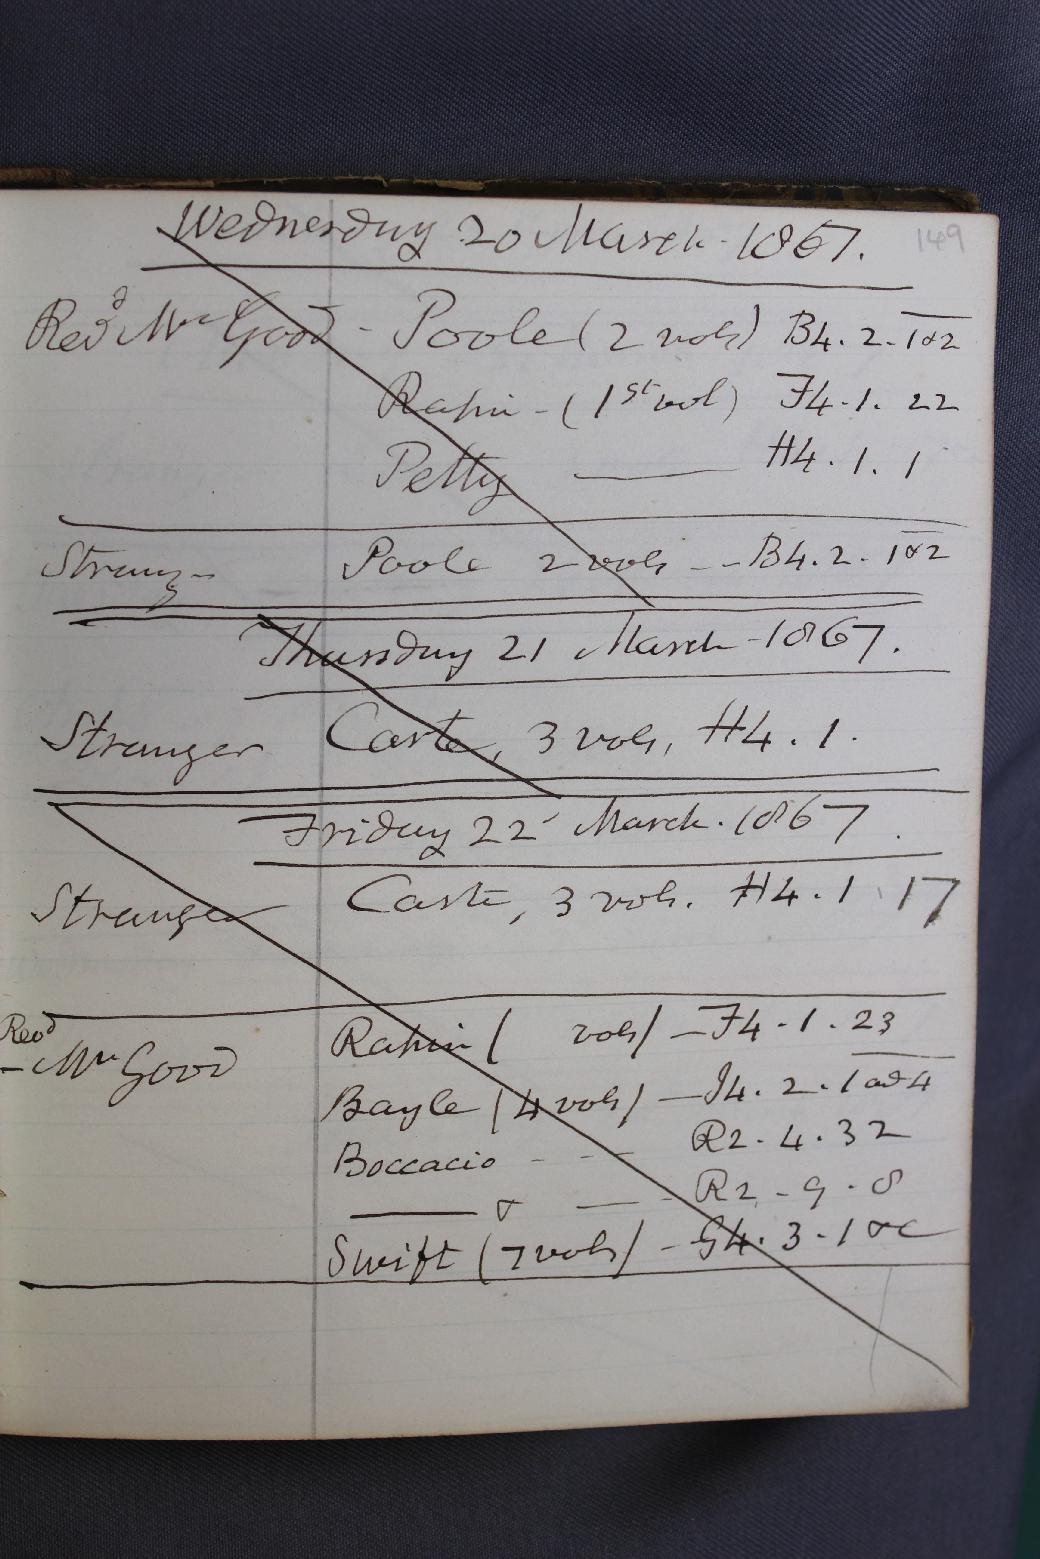 149
Wednesday 20 March - 1867.
Revd Mr Good - Poole (2 vols) B4. 2. 1&2
Rapin - (1st vol) F4. 1. 22
Petty —— H4. 1. 1
Strang- Poole 2 vols -- B4. 2. 1&2
Thursday 21 March - 1867.
Stranger Carte, 3 vols, H4. 1.
Friday 22 March. 1867.
Stranger Carte, 3 vols. H4. 1. 17
Revd
- Mr Good Rapin ( vols) - F4. 1. 23
Bayle (4 vols) - I4. 2. 1 ad 4
Boccacio - -- R2. 4. 32
—— & —— - R2 - 9. 8
Swift (7 vols) - G4. 3. 1 &c